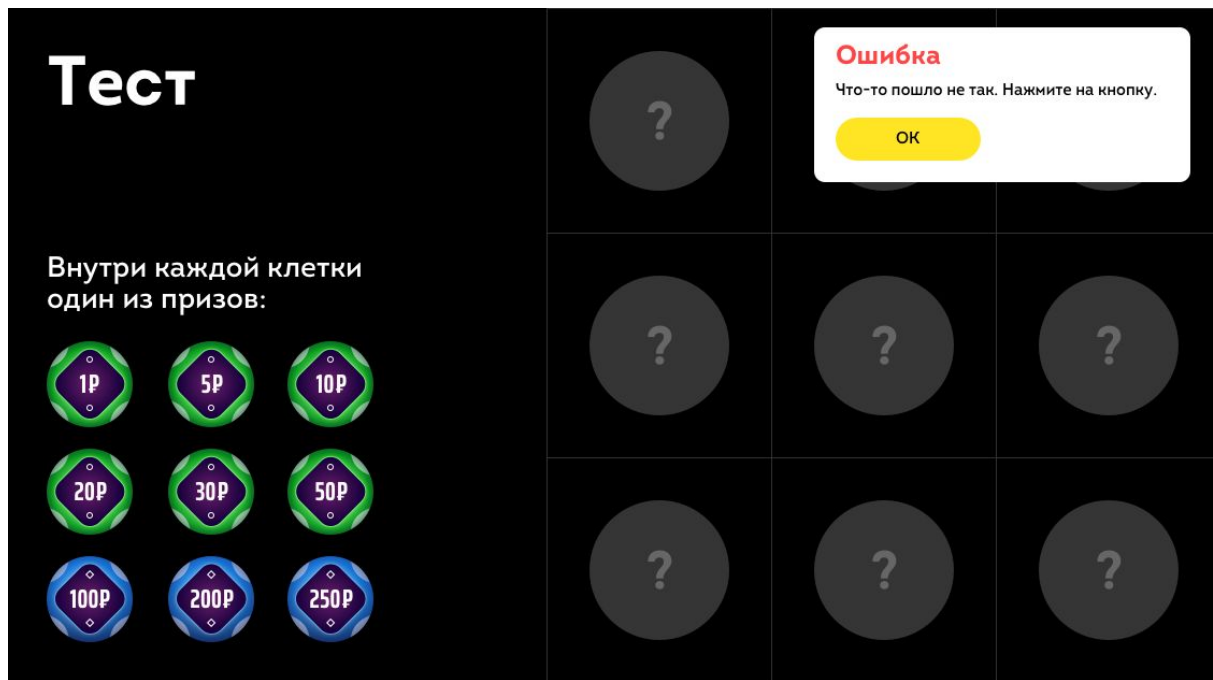 Тест
Внутри каждой клетки
один из призов:
1₽ 5₽ 10₽
20₽ 30₽ 50₽
100₽ 200₽ 250₽
Ошибка
Что-то пошло не так. Нажмите на кнопку.
ОК
?
? ? ?
? ? ?